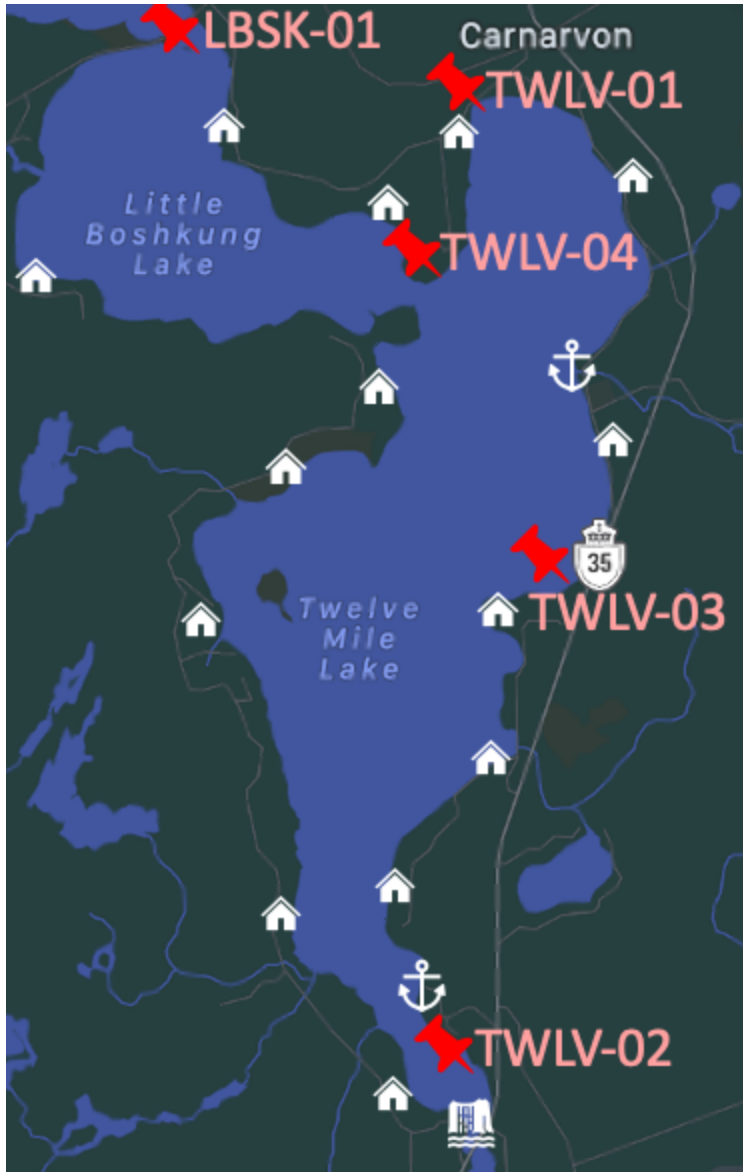 LBSK-01
Carnarvon
TWLV-01
Little
Boshkung
Lake
TWLV-04
35
TWLV-03
Twelve
Mile
Lake
TWLV-02